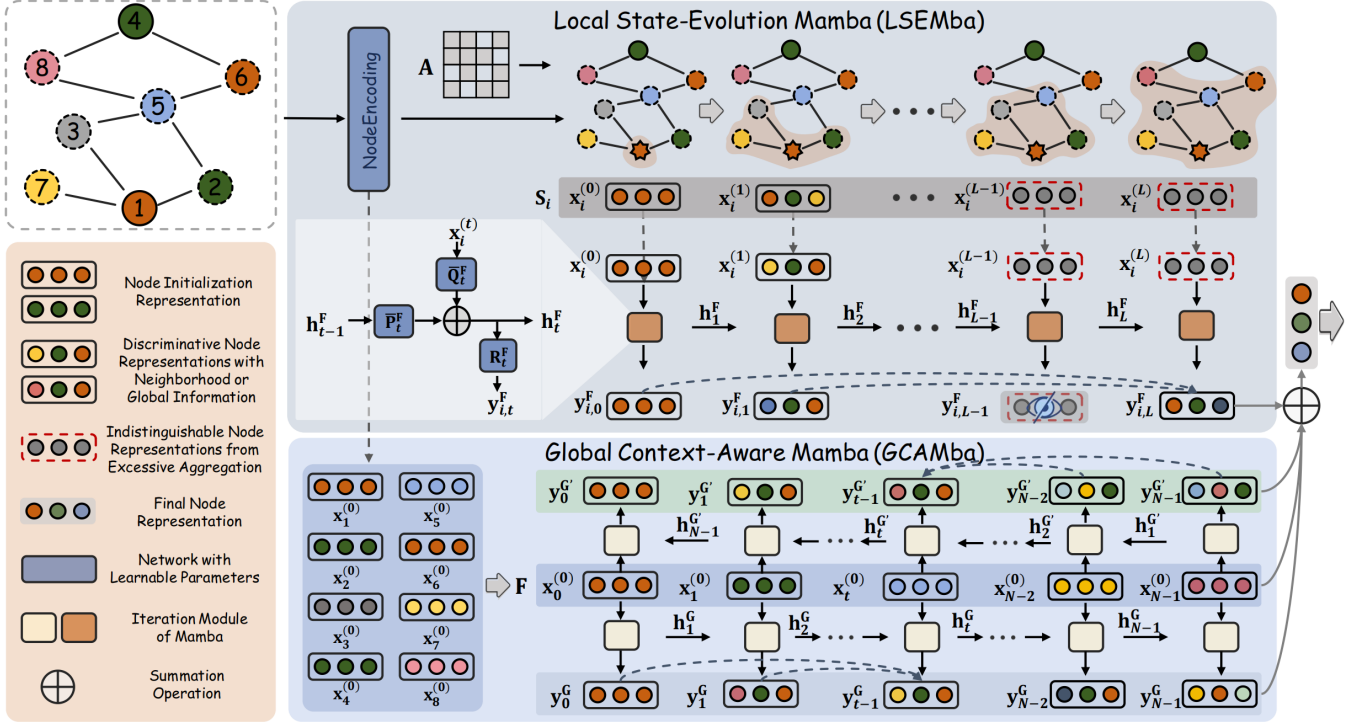 4
8
6
5
3
7
2
1
Node Initialization
Representation
Discriminative Node
Representations with
Neighborhood or
Global Information
Indistinguishable Node
Representations from
Excessive Aggregation
Final Node
Representation
Network with
Learnable Parameters
Iteration Module
of Mamba
Summation
Operation
Local State-Evolution Mamba (LSEMba)
NodeEncoding
A
S_i x_i^(0) x_i^(1) x_i^(L−1) x_i^(L)
x_i^(0) x_i^(1) x_i^(L−1) x_i^(L)
x_i^(t)
Q_t^F
h_{t−1}^F P̅_t^F h_t^F
R_t^F
y_{i,t}^F
h_1^F h_2^F h_{L−1}^F h_L^F
y_{i,0}^F y_{i,1}^F y_{i,L−1}^F y_{i,L}^F
Global Context-Aware Mamba (GCAMba)
x_1^(0) x_5^(0)
x_2^(0) x_6^(0)
x_3^(0) x_7^(0)
x_4^(0) x_8^(0)
F
y_0^G' y_1^G' y_{t−1}^G' y_{N−2}^G' y_{N−1}^G'
h_{N−1}^G' h_t^G' h_2^G' h_1^G'
x_0^(0) x_1^(0) x_t^(0) x_{N−2}^(0) x_{N−1}^(0)
h_1^G h_2^G h_t^G h_{N−1}^G
y_0^G y_1^G y_{t−1}^G y_{N−2}^G y_{N−1}^G